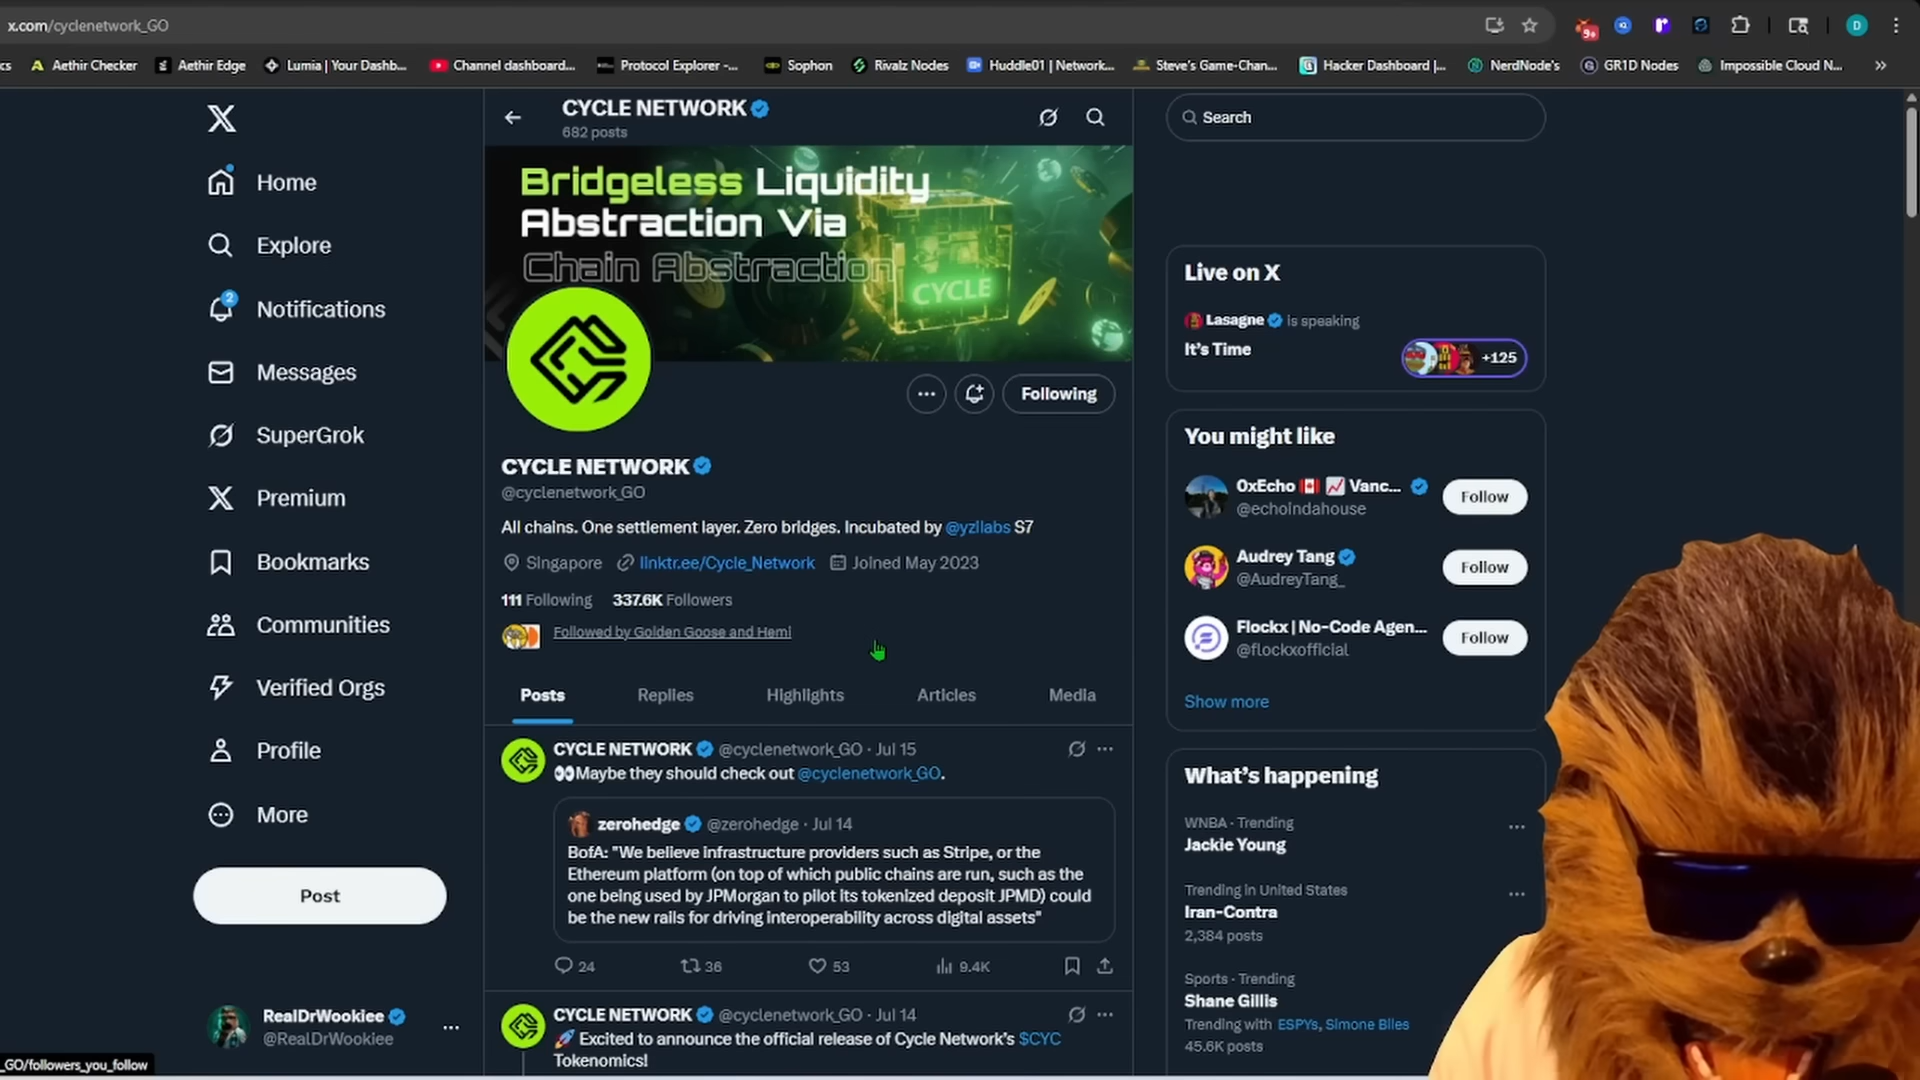 x.com/cyclenetwork_GO
9+
D
cs
Aethir Checker
Aethir Edge
Lumia | Your Dashb...
Channel dashboard...
Protocol Explorer -...
Sophon
Rivalz Nodes
Huddle01 | Network...
Steve's Game-Chan...
Hacker Dashboard |...
NerdNode's
GR1D Nodes
Impossible Cloud N...
Home
Explore
2
Notifications
Messages
SuperGrok
Premium
Bookmarks
Communities
Verified Orgs
Profile
More
Post
RealDrWookiee
@RealDrWookiee
_GO/followers_you_follow
CYCLE NETWORK
682 posts
Bridgeless Liquidity
Abstraction Via
Chain Abstraction
CYCLE
Following
CYCLE NETWORK
@cyclenetwork_GO
All chains. One settlement layer. Zero bridges. Incubated by @yzilabs S7
Singapore linktr.ee/Cycle_Network Joined May 2023
111 Following 337.6K Followers
Followed by Golden Goose and Hemi
Posts Replies Highlights Articles Media
CYCLE NETWORK @cyclenetwork_GO · Jul 15
👀Maybe they should check out @cyclenetwork_GO.
zerohedge @zerohedge · Jul 14
BofA: "We believe infrastructure providers such as Stripe, or the
Ethereum platform (on top of which public chains are run, such as the
one being used by JPMorgan to pilot its tokenized deposit JPMD) could
be the new rails for driving interoperability across digital assets"
24 36 53 9.4K
CYCLE NETWORK @cyclenetwork_GO · Jul 14
🚀 Excited to announce the official release of Cycle Network's $CYC
Tokenomics!
Search
Live on X
Lasagne is speaking
It's Time
+125
You might like
0xEcho 🇨🇦 📈 Vanc...
@echoindahouse
Follow
Audrey Tang
@AudreyTang_
Follow
Flockx | No-Code Agen...
@flockxofficial
Follow
Show more
What's happening
WNBA · Trending
Jackie Young
Trending in United States
Iran-Contra
2,384 posts
Sports · Trending
Shane Gillis
Trending with ESPYs, Simone Biles
45.6K posts